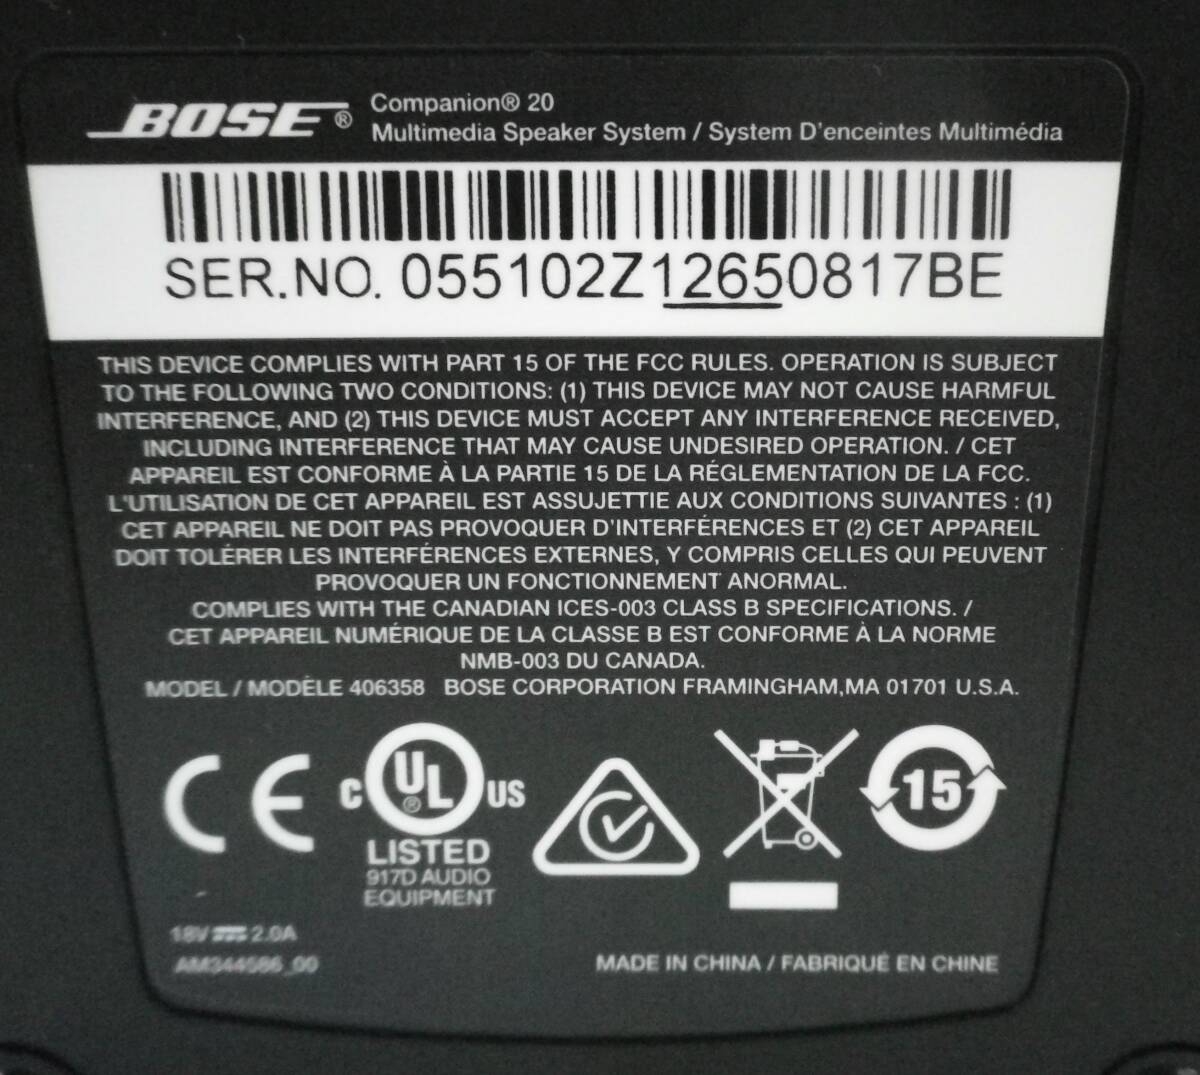 BOSE® Companion® 20
Multimedia Speaker System / System D'enceintes Multimédia
SER.NO. 055102Z12650817BE
THIS DEVICE COMPLIES WITH PART 15 OF THE FCC RULES. OPERATION IS SUBJECT
TO THE FOLLOWING TWO CONDITIONS: (1) THIS DEVICE MAY NOT CAUSE HARMFUL
INTERFERENCE, AND (2) THIS DEVICE MUST ACCEPT ANY INTERFERENCE RECEIVED,
INCLUDING INTERFERENCE THAT MAY CAUSE UNDESIRED OPERATION. / CET
APPAREIL EST CONFORME À LA PARTIE 15 DE LA RÉGLEMENTATION DE LA FCC.
L'UTILISATION DE CET APPAREIL EST ASSUJETTIE AUX CONDITIONS SUIVANTES : (1)
CET APPAREIL NE DOIT PAS PROVOQUER D'INTERFÉRENCES ET (2) CET APPAREIL
DOIT TOLÉRER LES INTERFÉRENCES EXTERNES, Y COMPRIS CELLES QUI PEUVENT
PROVOQUER UN FONCTIONNEMENT ANORMAL.
COMPLIES WITH THE CANADIAN ICES-003 CLASS B SPECIFICATIONS. /
CET APPAREIL NUMÉRIQUE DE LA CLASSE B EST CONFORME À LA NORME
NMB-003 DU CANADA.
MODEL / MODÈLE 406358 BOSE CORPORATION FRAMINGHAM,MA 01701 U.S.A.
CE C UL® US 15
LISTED
917D AUDIO
EQUIPMENT
18V 2.0A
AM344586_00
MADE IN CHINA / FABRIQUÉ EN CHINE